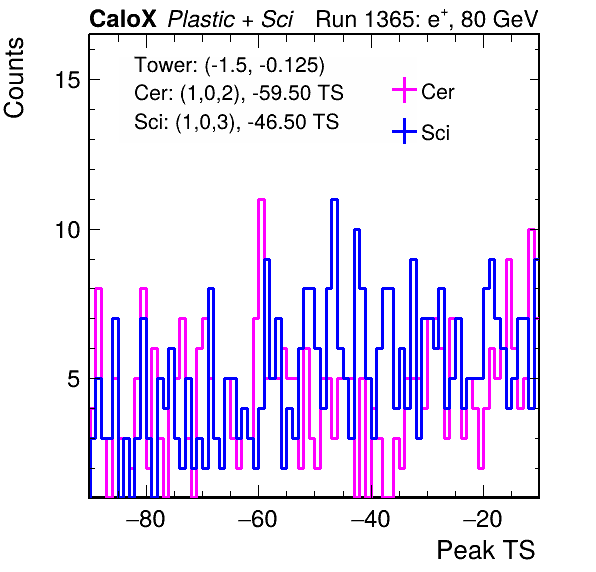 CaloX Plastic + Sci Run 1365: e+, 80 GeV
Counts
Tower: (-1.5, -0.125)
Cer: (1,0,2), -59.50 TS
Sci: (1,0,3), -46.50 TS
Cer
Sci
15
10
5
−80 −60 −40 −20
Peak TS